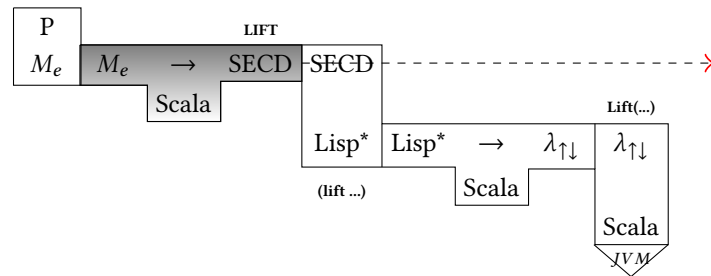 LIFT
P
M_e M_e → SECD SECD
Scala
Lift(...)
Lisp* Lisp* → λ↑↓ λ↑↓
(lift ...)
Scala
Scala
JVM